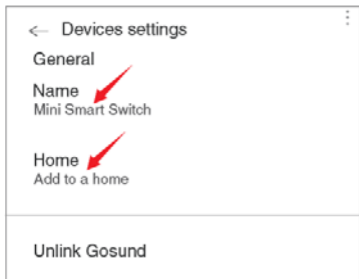 Devices settings
General
Name
Mini Smart Switch
Home
Add to a home
Unlink Gosund